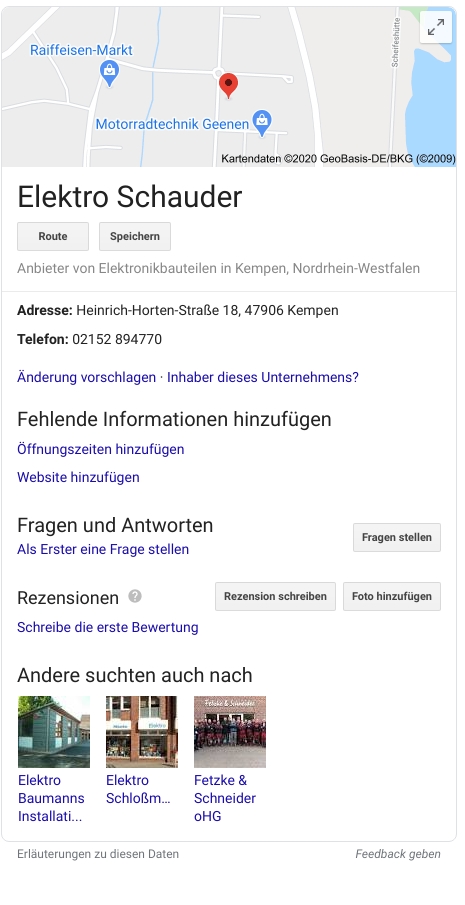 Scheifeshütte
Raiffeisen-Markt
Motorradtechnik Geenen
Kartendaten ©2020 GeoBasis-DE/BKG (©2009)
Elektro Schauder
Route Speichern
Anbieter von Elektronikbauteilen in Kempen, Nordrhein-Westfalen
Adresse: Heinrich-Horten-Straße 18, 47906 Kempen
Telefon: 02152 894770
Änderung vorschlagen · Inhaber dieses Unternehmens?
Fehlende Informationen hinzufügen
Öffnungszeiten hinzufügen
Website hinzufügen
Fragen und Antworten
Als Erster eine Frage stellen
Fragen stellen
Rezensionen ? Rezension schreiben Foto hinzufügen
Schreibe die erste Bewertung
Andere suchten auch nach
Elektro
Fetzke & Schneider
Elektro
Baumanns
Installati...
Elektro
Schloßm...
Fetzke &
Schneider
oHG
Erläuterungen zu diesen Daten Feedback geben